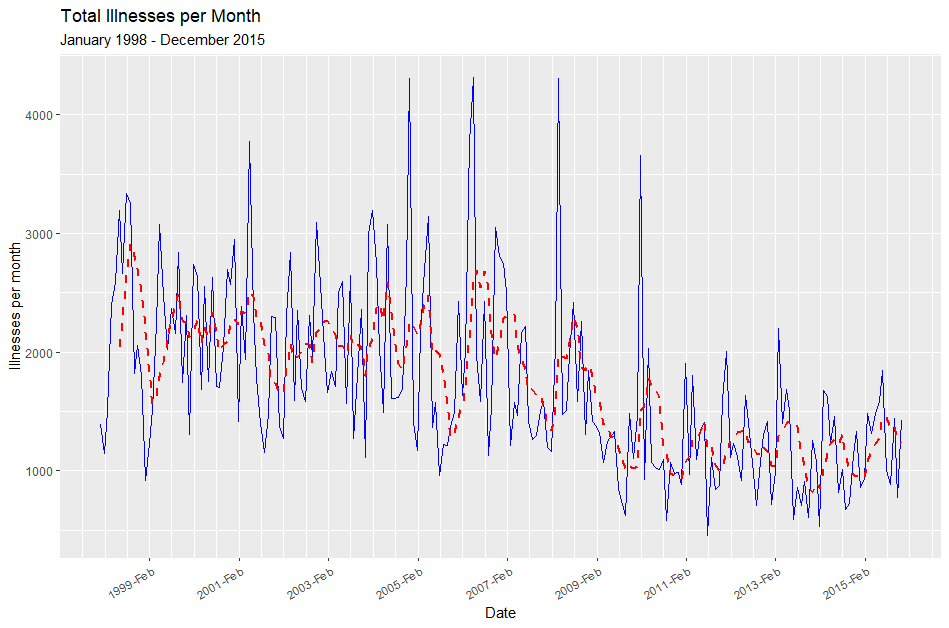 Total Illnesses per Month
January 1998 - December 2015
Illnesses per month
4000
3000
2000
1000
1999-Feb
2001-Feb
2003-Feb
2005-Feb
2007-Feb
2009-Feb
2011-Feb
2013-Feb
2015-Feb
Date